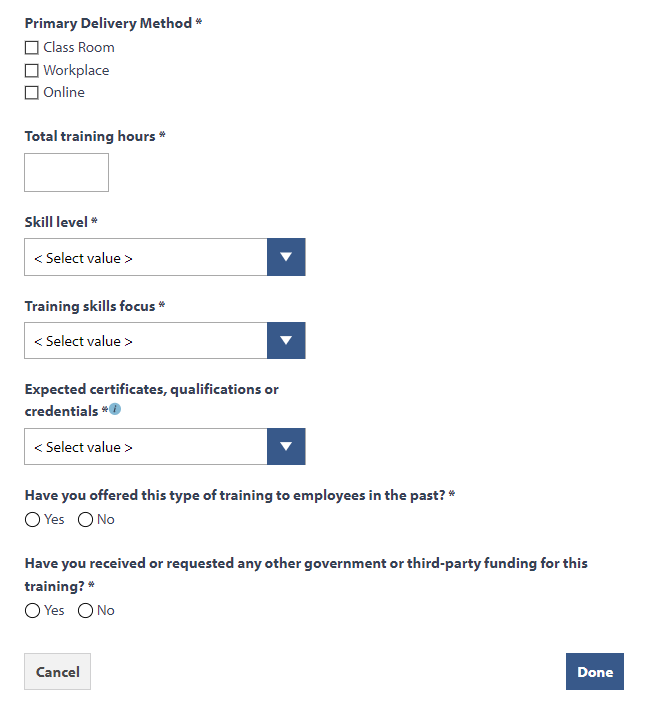 Primary Delivery Method *
Class Room
Workplace
Online
Total training hours *
Skill level *
< Select value >
Training skills focus *
< Select value >
Expected certificates, qualifications or
credentials *i
< Select value >
Have you offered this type of training to employees in the past? *
Yes No
Have you received or requested any other government or third-party funding for this
training? *
Yes No
Cancel Done